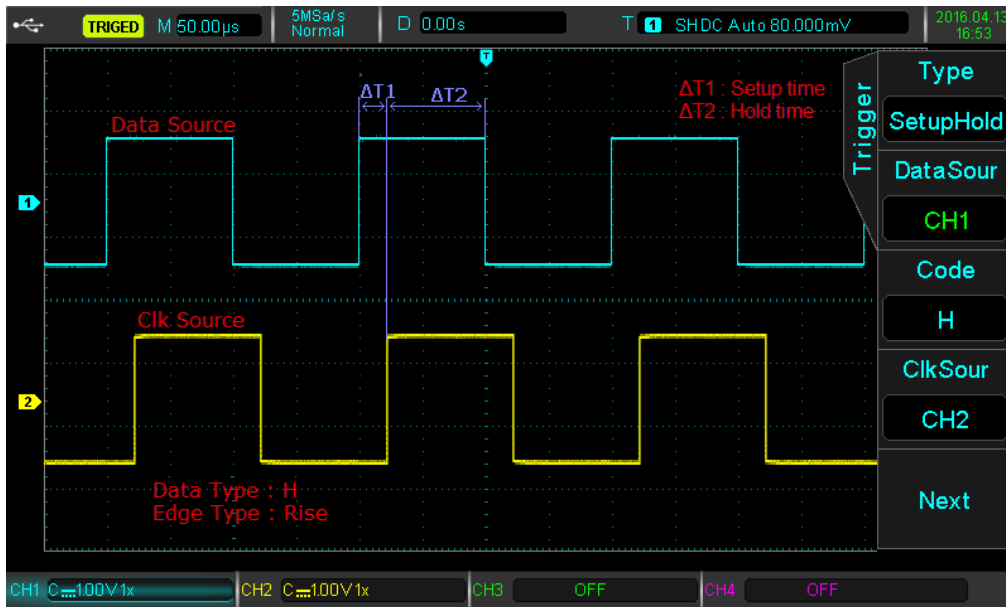 TRIGED M 50.00μs 5MSa/s Normal D 0.00s T 1 SH DC Auto 80.000mV 2016.04.13 16:53
T
Type
SetupHold
Trigger
DataSour
CH1
Code
H
ClkSour
CH2
Next
ΔT1 ΔT2
ΔT1 : Setup time
ΔT2 : Hold time
Data Source
1
Clk Source
2
Data Type : H
Edge Type : Rise
CH1 C 1.00V 1x CH2 C 1.00V 1x CH3 OFF CH4 OFF